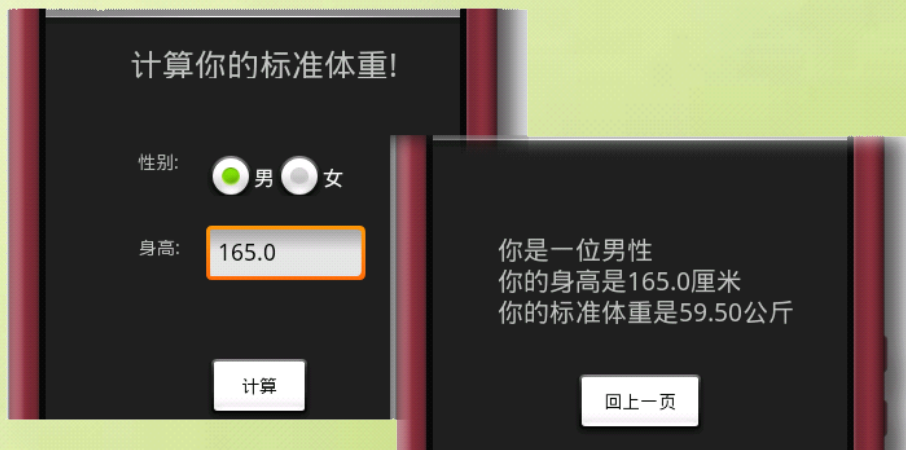 计算你的标准体重!
性别:
男 女
身高:
165.0
计算
你是一位男性
你的身高是165.0厘米
你的标准体重是59.50公斤
回上一页